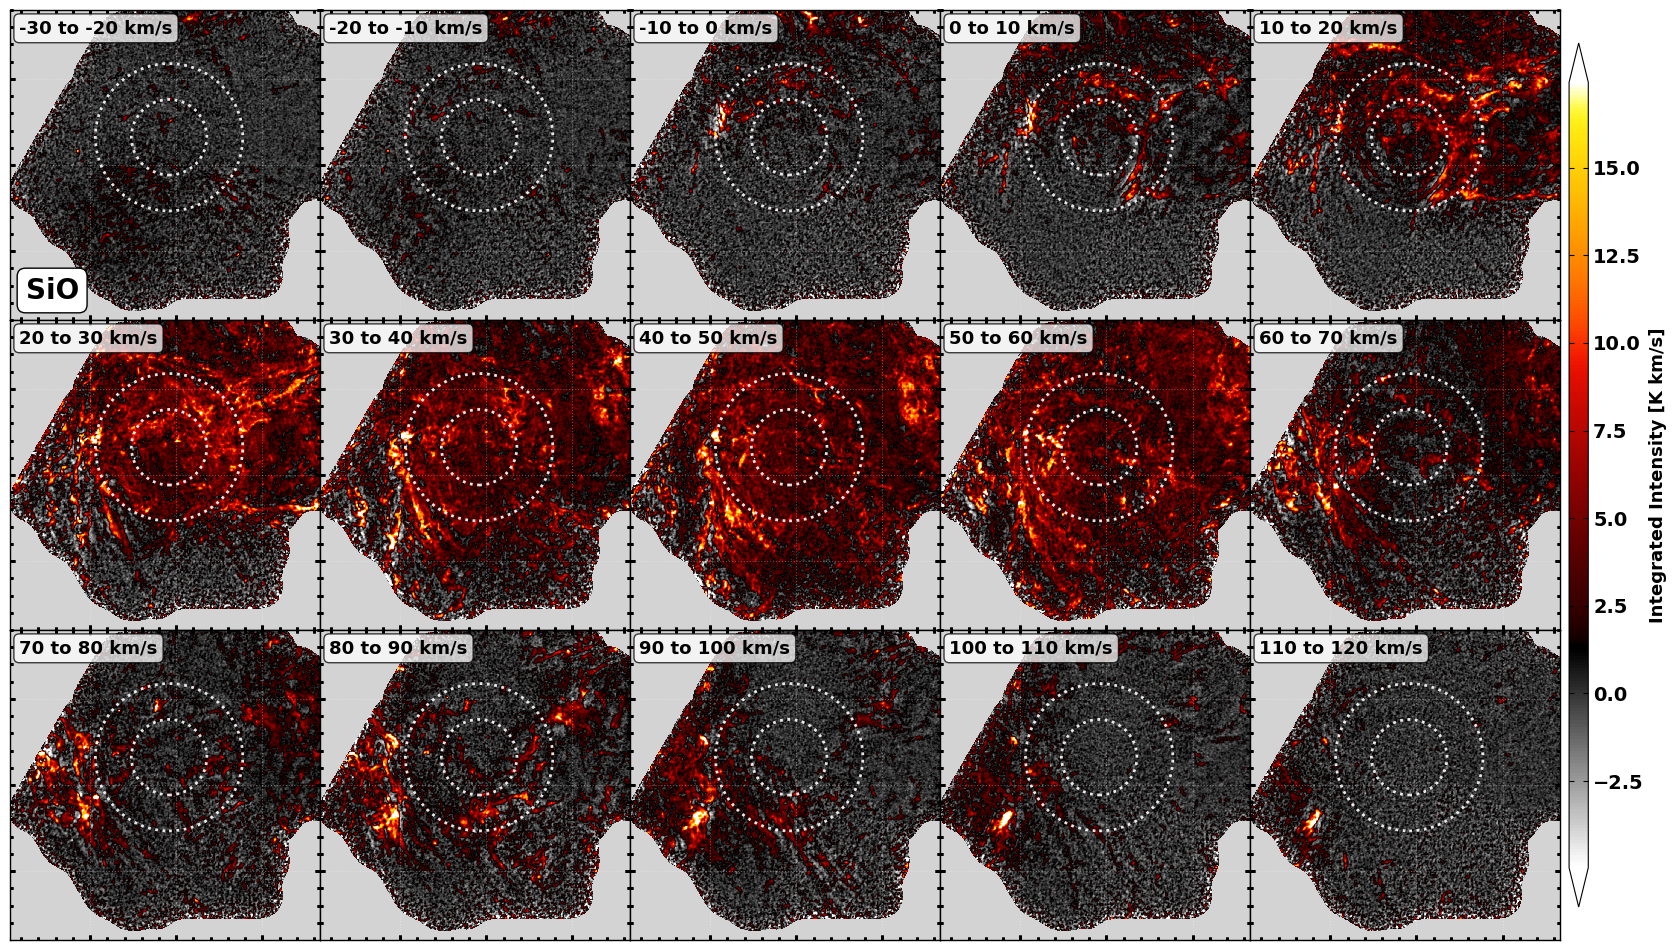 -30 to -20 km/s
-20 to -10 km/s
-10 to 0 km/s
0 to 10 km/s
10 to 20 km/s
SiO
20 to 30 km/s
30 to 40 km/s
40 to 50 km/s
50 to 60 km/s
60 to 70 km/s
70 to 80 km/s
80 to 90 km/s
90 to 100 km/s
100 to 110 km/s
110 to 120 km/s
15.0
12.5
10.0
7.5
5.0
2.5
0.0
−2.5
Integrated Intensity [K km/s]